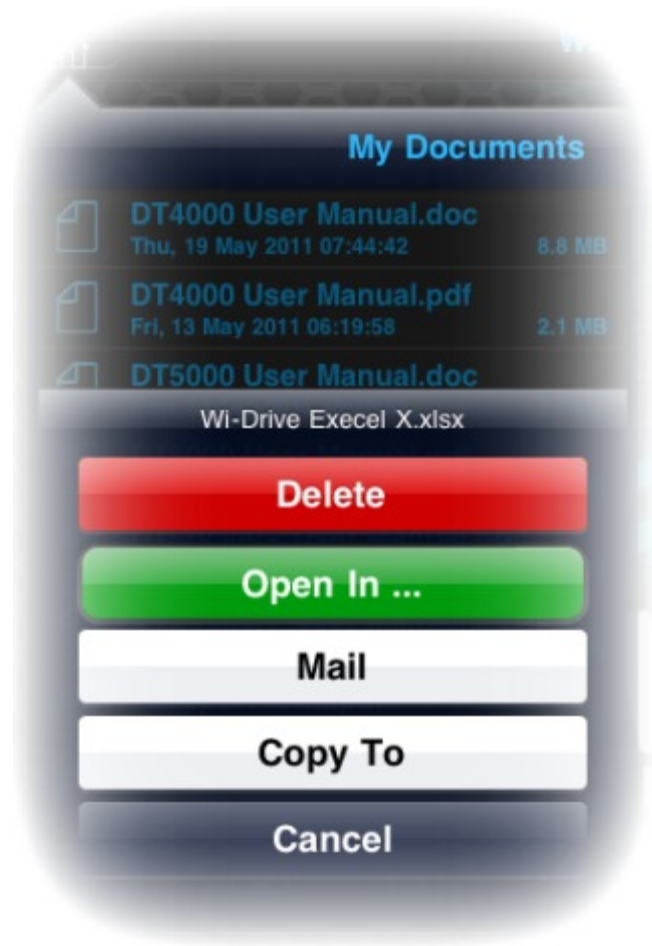 My Documents
DT4000 User Manual.doc
Thu, 19 May 2011 07:44:42 8.8 MB
DT4000 User Manual.pdf
Fri, 13 May 2011 06:19:58 2.1 MB
DT5000 User Manual.doc
Wi-Drive Execel X.xlsx
Delete
Open In ...
Mail
Copy To
Cancel